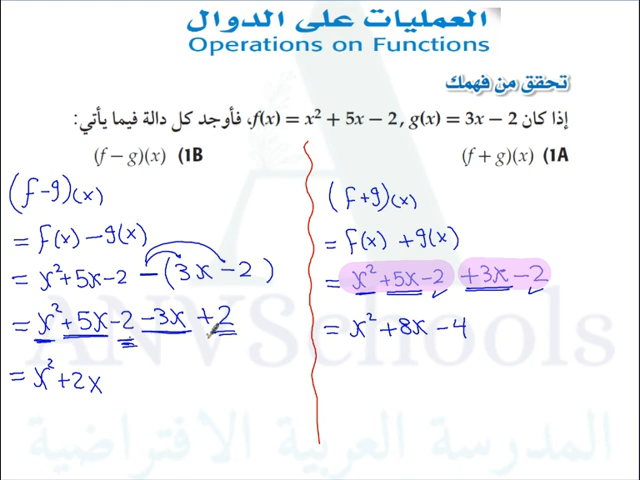 العمليات على الدوال
Operations on Functions
تحقق من فهمك
إذا كان f(x) = x² + 5x − 2, g(x) = 3x − 2، فأوجد كل دالة فيما يأتي:
(f + g)(x) (1A
(f − g)(x) (1B
(f+g)(x)
= f(x) + g(x)
= x² + 5x − 2 + 3x − 2
= x² + 8x − 4
(f−g)(x)
= f(x) − g(x)
= x² + 5x − 2 − (3x − 2)
= x² + 5x − 2 − 3x + 2
= x² + 2x
ANVSchools
المدرسة العربية الافتراضية